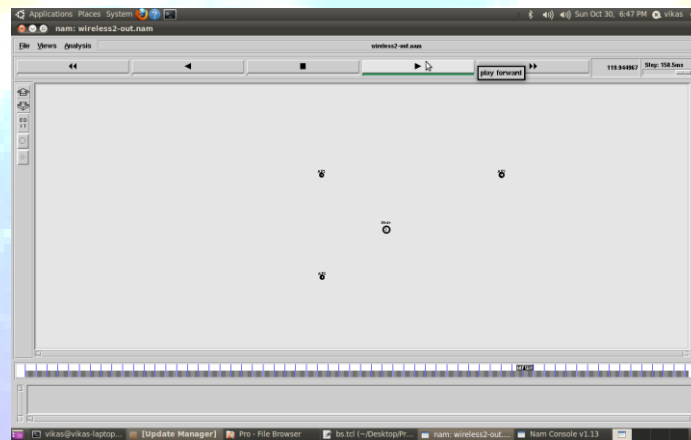 Applications Places System
Sun Oct 30, 6:47 PM vikas
nam: wireless2-out.nam
File Views Analysis
wireless2-out.nam
119.944967
Step: 158.5ms
play forward
vikas@vikas-laptop...
[Update Manager]
Pro - File Browser
bs.tcl (~/Desktop/Pr...
nam: wireless2-out....
Nam Console v1.13